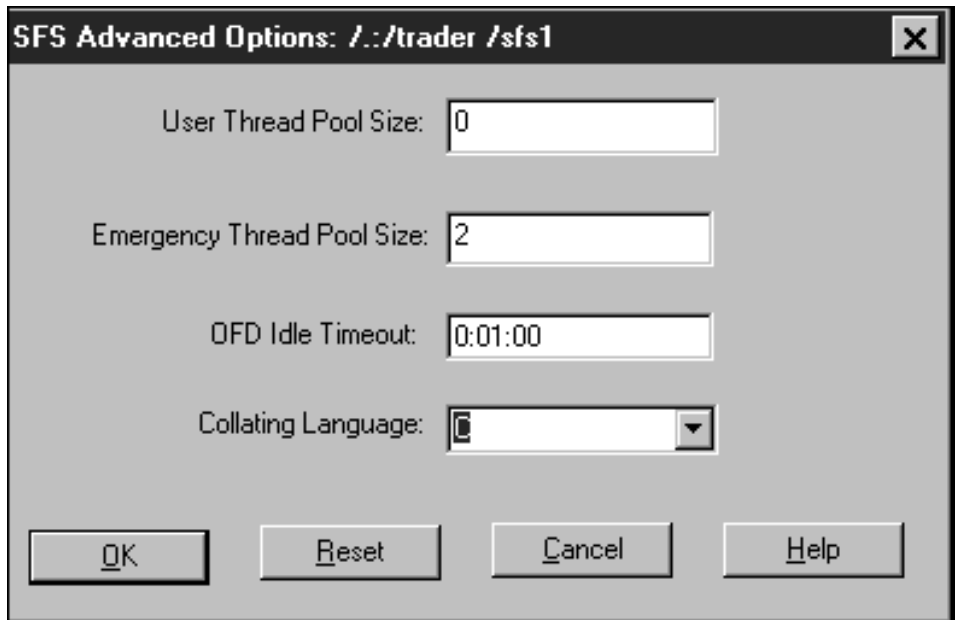 SFS Advanced Options: /.:/trader /sfs1
User Thread Pool Size: 0
Emergency Thread Pool Size: 2
OFD Idle Timeout: 0:01:00
Collating Language: C
OK Reset Cancel Help